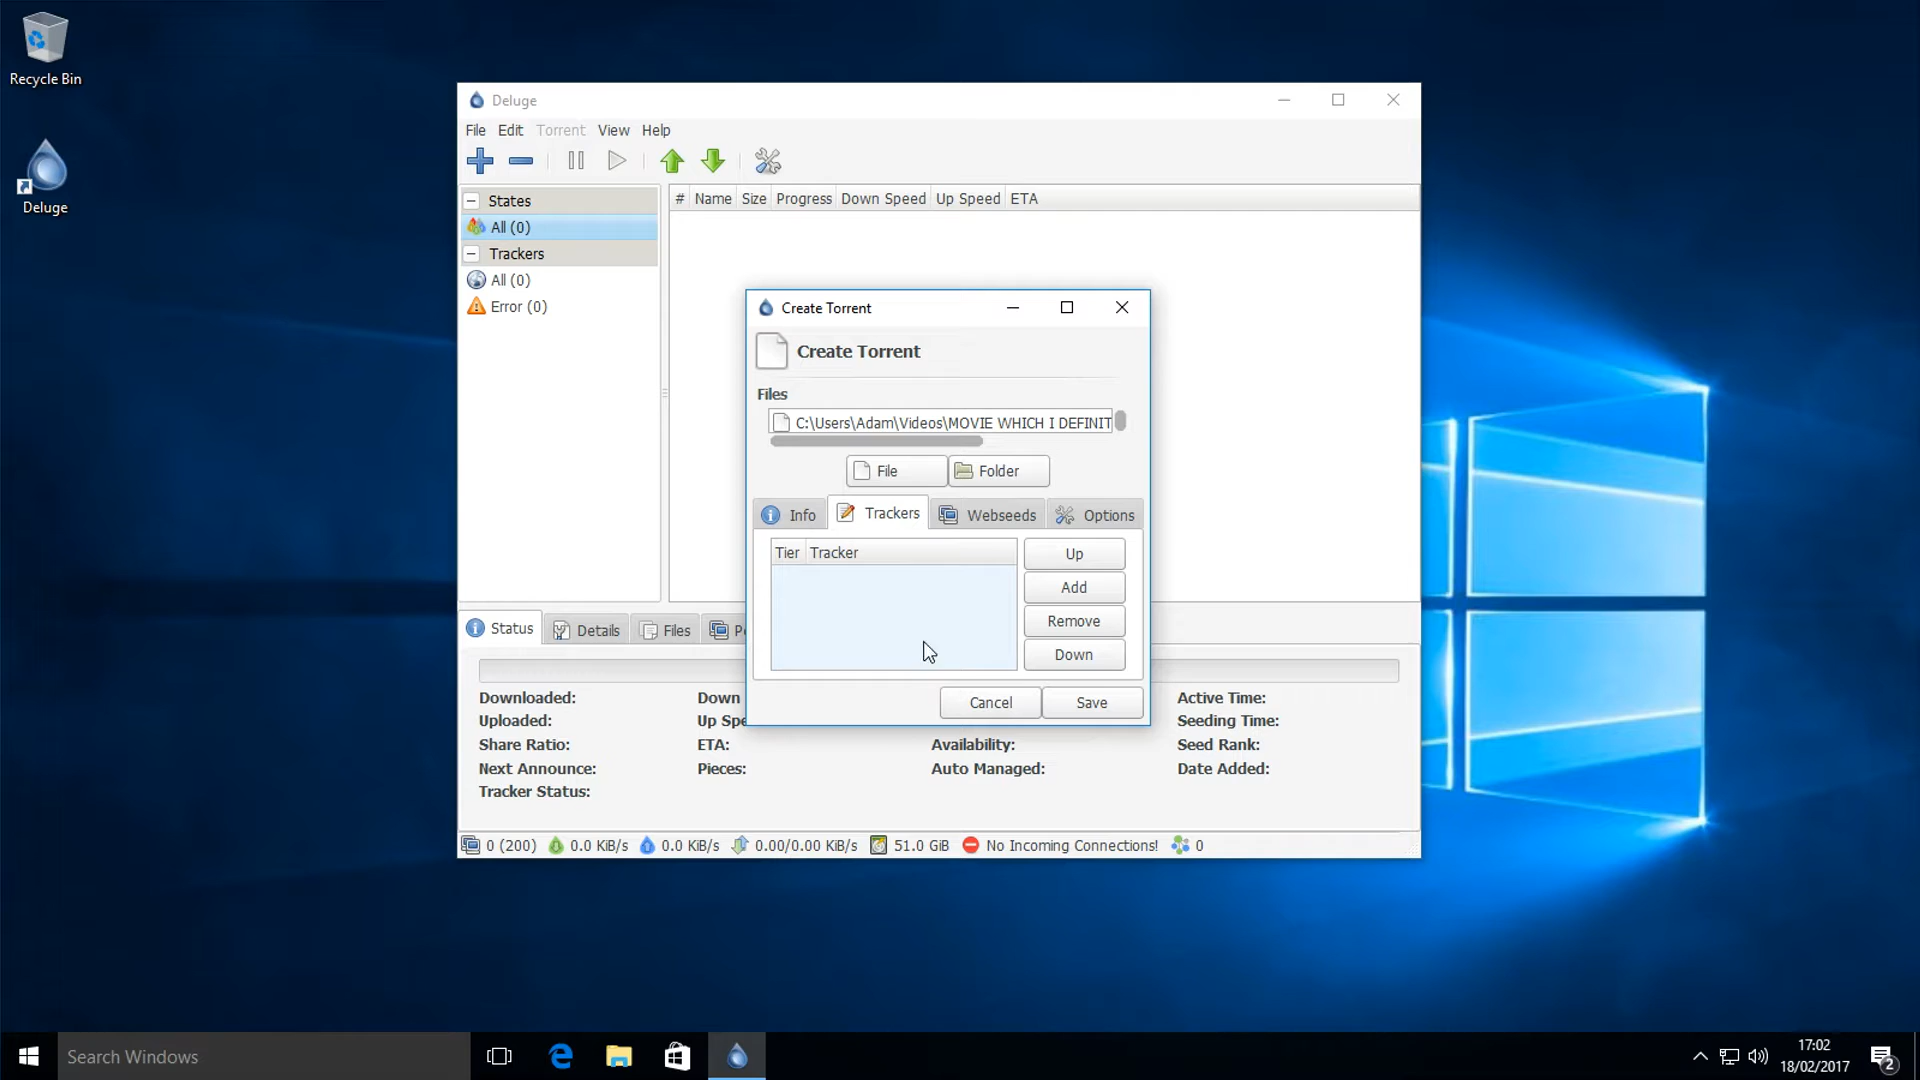 Recycle Bin
Deluge
Deluge
File Edit Torrent View Help
States
All (0)
Trackers
All (0)
Error (0)
# Name Size Progress Down Speed Up Speed ETA
Create Torrent
Create Torrent
Files
C:\Users\Adam\Videos\MOVIE WHICH I DEFINIT
File Folder
Info Trackers Webseeds Options
Tier Tracker
Up
Add
Remove
Down
Cancel Save
Status Details Files
Downloaded: Down Active Time:
Uploaded: Up Spe Seeding Time:
Share Ratio: ETA: Availability: Seed Rank:
Next Announce: Pieces: Auto Managed: Date Added:
Tracker Status:
0 (200) 0.0 KiB/s 0.0 KiB/s 0.00/0.00 KiB/s 51.0 GiB No Incoming Connections! 0
Search Windows
17:02
18/02/2017
2